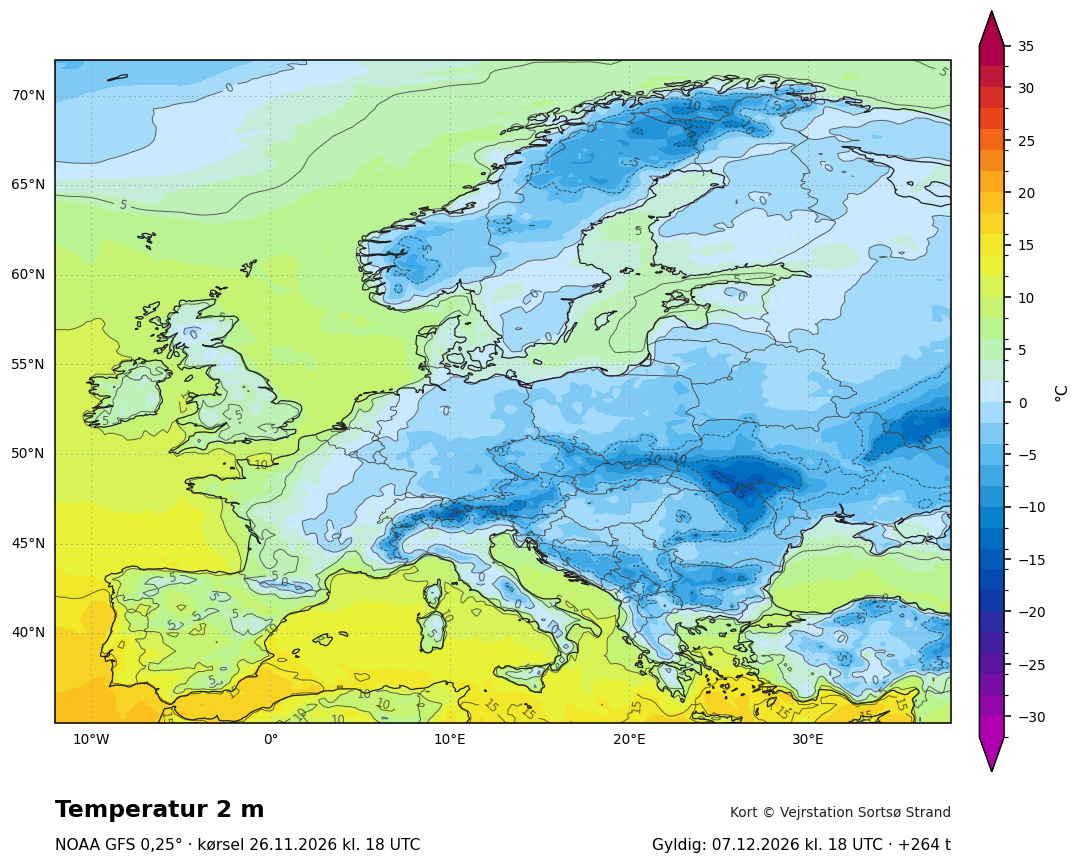 70°N
65°N
60°N
55°N
50°N
45°N
40°N
10°W
0°
10°E
20°E
30°E
35
30
25
20
15
10
5
0
−5
−10
−15
−20
−25
−30
°C
Temperatur 2 m
Kort © Vejrstation Sortsø Strand
NOAA GFS 0,25° · kørsel 26.11.2026 kl. 18 UTC
Gyldig: 07.12.2026 kl. 18 UTC · +264 t